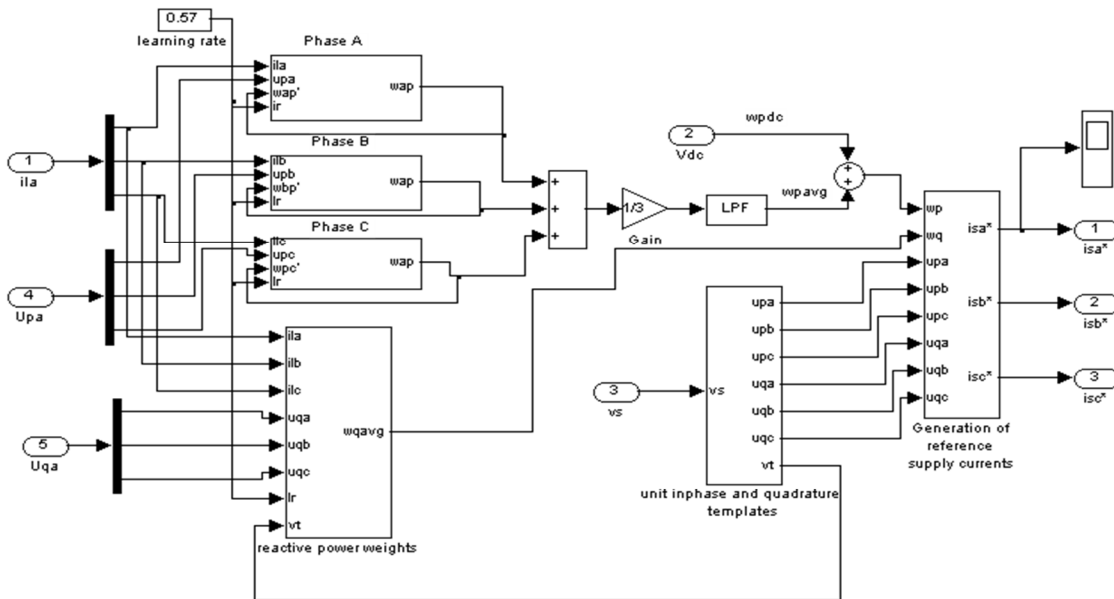 0.57
learning rate
Phase A
ila
upa
wap'
ir
wap
Phase B
ilb
upb
wbp'
lr
wap
Phase C
ilc
upc
wpc'
lr
wap
1
ila
4
Upa
5
Uqa
ila
ilb
ilc
uqa
uqb
uqc
lr
vt
wqavg
reactive power weights
+
+
+
1/3
Gain
LPF
wpavg
2
Vdc
wpdc
+
+
3
vs
vs
upa
upb
upc
uqa
uqb
uqc
vt
unit inphase and quadrature
templates
wp
wq
upa
upb
upc
uqa
uqb
uqc
isa*
isb*
isc*
Generation of
reference
supply currents
1
isa*
2
isb*
3
isc*